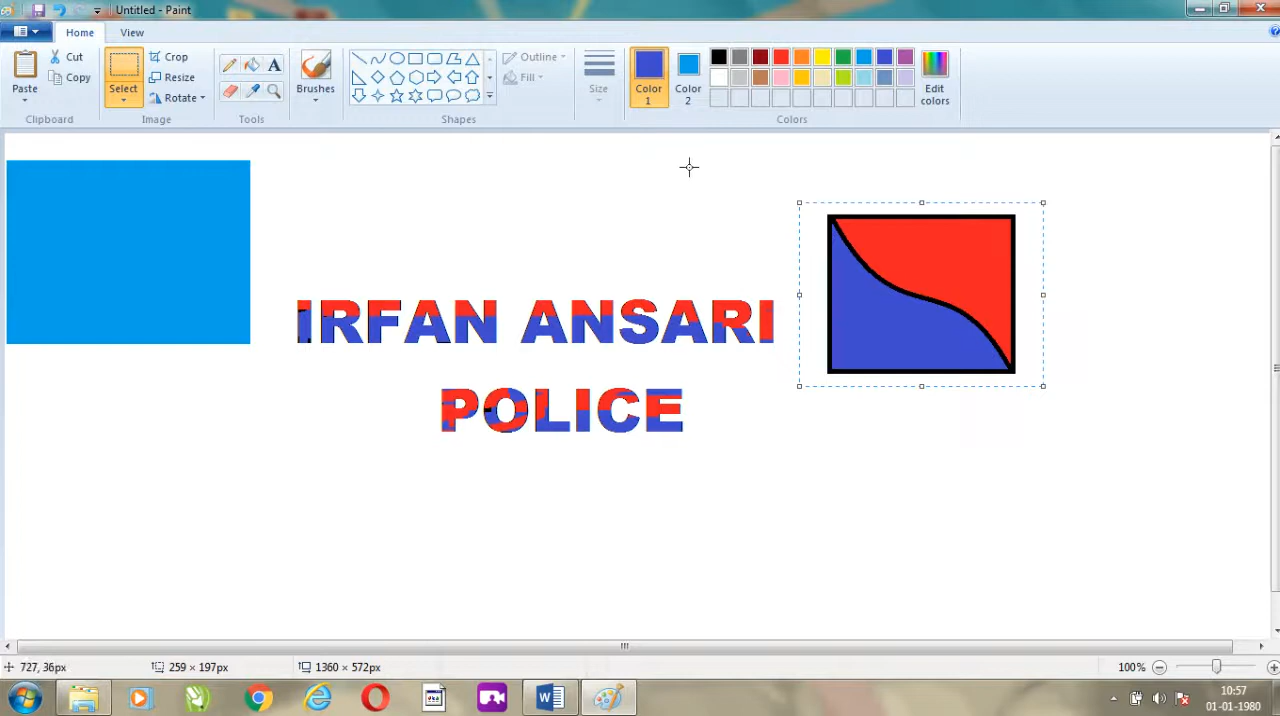 Untitled - Paint
Home View
Paste
Cut
Copy
Clipboard
Select
Crop
Resize
Rotate
Image
A
Tools
Brushes
Shapes
Outline
Fill
Size
Color 1
Color 2
Edit colors
Colors
IRFAN ANSARI
POLICE
727, 36px
259 × 197px
1360 × 572px
100%
10:57
01-01-1980